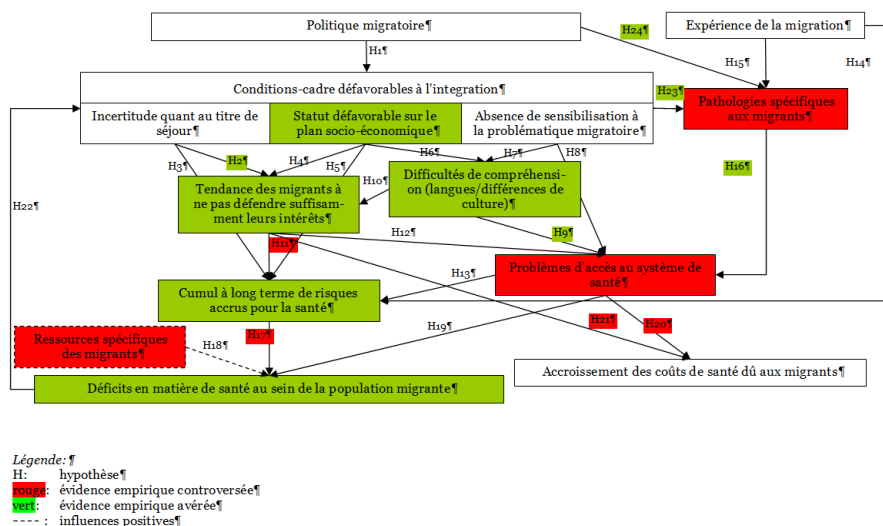 Politique migratoire¶
Expérience de la migration¶
H24¶
H1¶
H15¶
H14¶
Conditions-cadre défavorables à l'integration¶
H23¶
Pathologies spécifiques
aux migrants¶
Incertitude quant au titre de
séjour¶
Statut défavorable sur le
plan socio-économique¶
Absence de sensibilisation à
la problématique migratoire¶
H3¶
H2¶
H4¶
H5¶
H6¶
H7¶
H8¶
H16¶
H22¶
Tendance des migrants à
ne pas défendre suffisam-
ment leurs intérêts¶
H10¶
Difficultés de compréhensi-
on (langues/différences de
culture)¶
H11¶
H12¶
H9¶
Problèmes d'accès au système de
santé¶
H13¶
Cumul à long terme de risques
accrus pour la santé¶
H17¶
H19¶
H21¶
H20¶
Ressources spécifiques
des migrants¶
H18¶
Déficits en matière de santé au sein de la population migrante¶
Accroissement des coûts de santé dû aux migrants¶
Légende:¶
H: hypothèse¶
rouge: évidence empirique controversée¶
vert: évidence empirique avérée¶
---- : influences positives¶